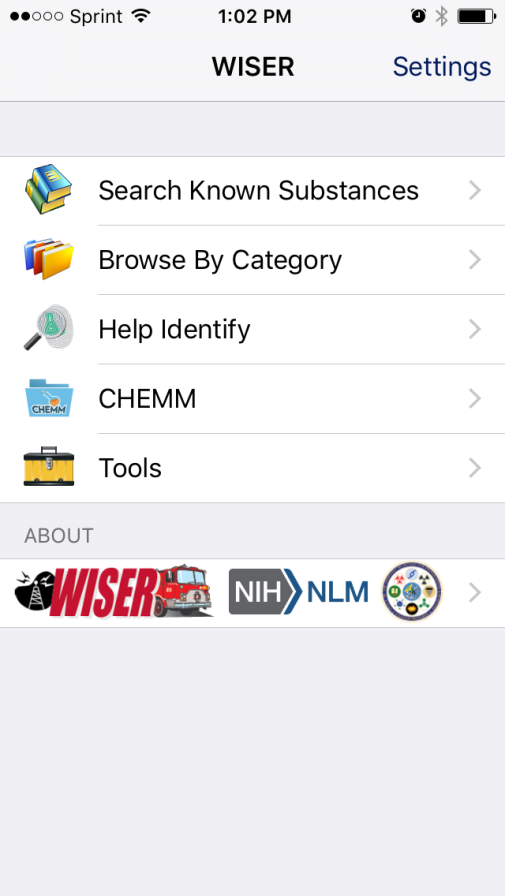 Sprint 1:02 PM
WISER Settings
Search Known Substances
Browse By Category
Help Identify
CHEMM CHEMM
Tools
ABOUT
WISER NIH NLM